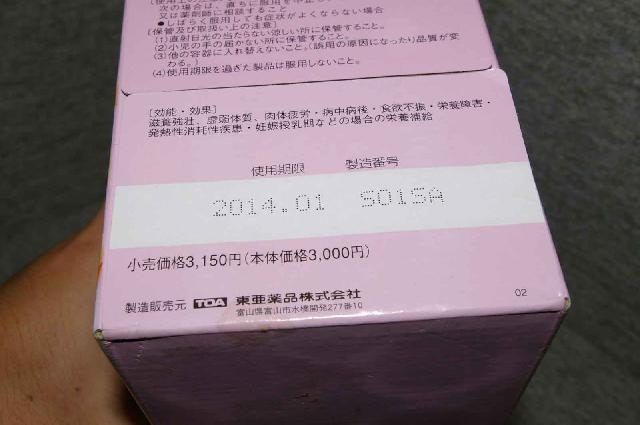 次の場合は、直ちに服用を中止し、
又は薬剤師に相談すること
●しばらく服用しても症状がよくならない場合
〔保管及び取扱い上の注意〕
(1)直射日光の当たらない涼しい所に保管すること。
(2)小児の手の届かない所に保管すること。
(3)他の容器に入れ替えないこと。(誤用の原因になったり品質が変
わる。)
(4)使用期限を過ぎた製品は服用しないこと。
〔効能・効果〕
滋養強壮、虚弱体質、肉体疲労・病中病後・食欲不振・栄養障害・
発熱性消耗性疾患・妊娠授乳期などの場合の栄養補給
使用期限 製造番号
2014.01 S01SA
小売価格3,150円(本体価格3,000円)
製造販売元 TOA 東亜薬品株式会社
富山県富山市水橋開発277番10
02